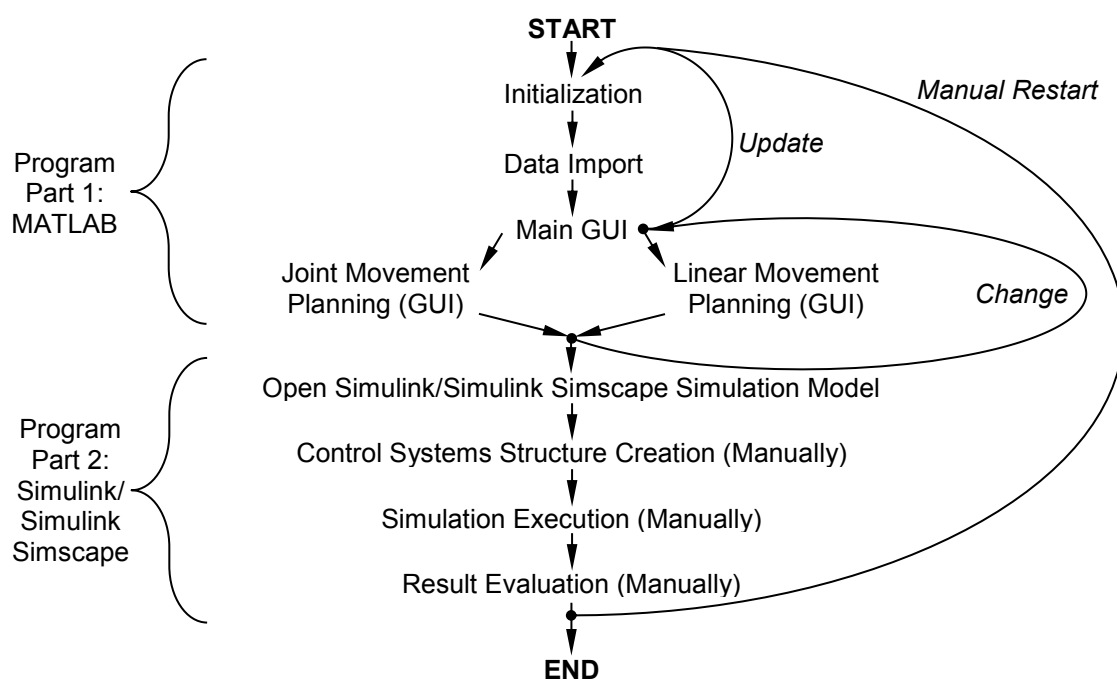 START
Manual Restart
Initialization
Update
Data Import
Program
Part 1:
MATLAB
Main GUI
Joint Movement
Planning (GUI)
Linear Movement
Planning (GUI)
Change
Open Simulink/Simulink Simscape Simulation Model
Program
Part 2:
Simulink/
Simulink
Simscape
Control Systems Structure Creation (Manually)
Simulation Execution (Manually)
Result Evaluation (Manually)
END